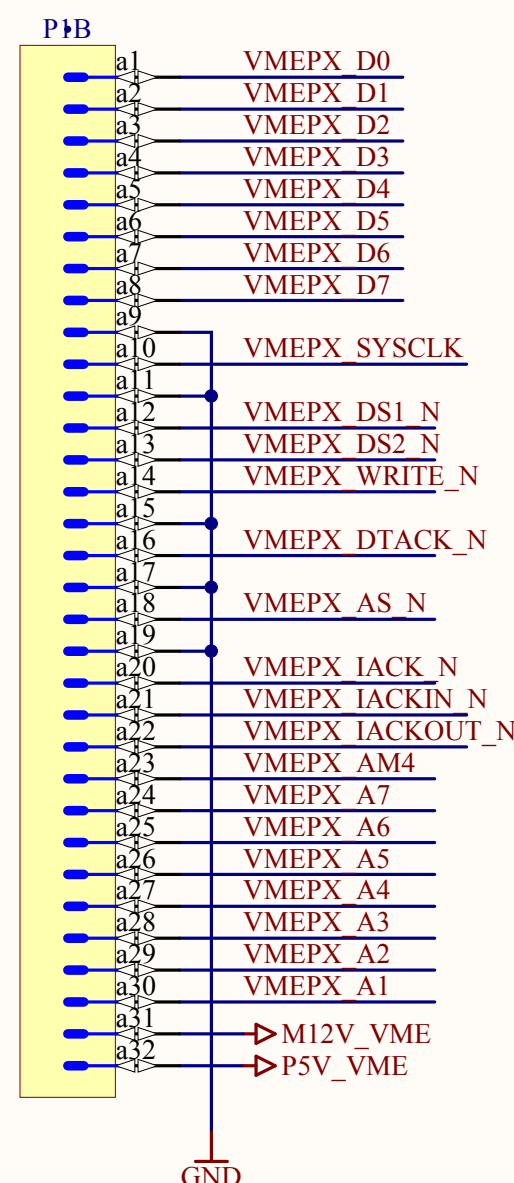 P1B
a1 VMEPX_D0
a2 VMEPX_D1
a3 VMEPX_D2
a4 VMEPX_D3
a5 VMEPX_D4
a6 VMEPX_D5
a7 VMEPX_D6
a8 VMEPX_D7
a9
a10 VMEPX_SYSCLK
a11
a12 VMEPX_DS1_N
a13 VMEPX_DS2_N
a14 VMEPX_WRITE_N
a15
a16 VMEPX_DTACK_N
a17
a18 VMEPX_AS_N
a19
a20 VMEPX_IACK_N
a21 VMEPX_IACKIN_N
a22 VMEPX_IACKOUT_N
a23 VMEPX_AM4
a24 VMEPX_A7
a25 VMEPX_A6
a26 VMEPX_A5
a27 VMEPX_A4
a28 VMEPX_A3
a29 VMEPX_A2
a30 VMEPX_A1
a31 M12V_VME
a32 P5V_VME
GND